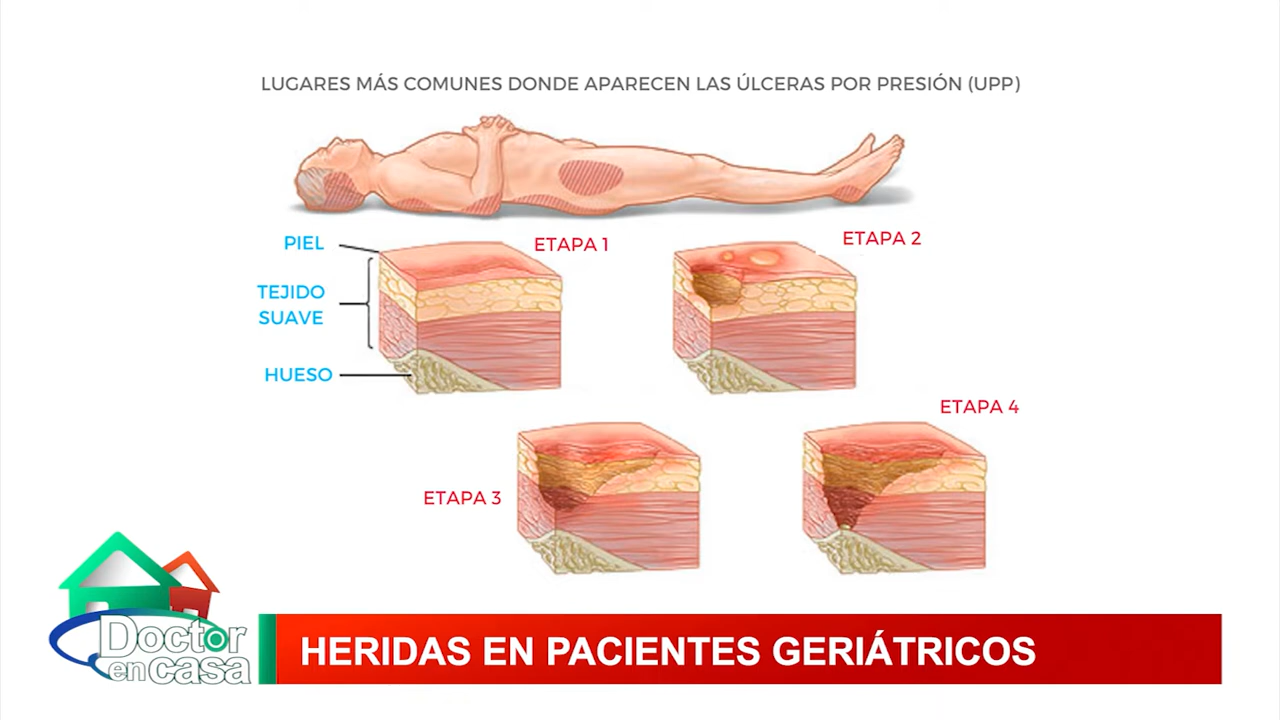 LUGARES MÁS COMUNES DONDE APARECEN LAS ÚLCERAS POR PRESIÓN (UPP)
PIEL
ETAPA 1
ETAPA 2
TEJIDO
SUAVE
HUESO
ETAPA 4
ETAPA 3
Doctor
en casa
HERIDAS EN PACIENTES GERIÁTRICOS